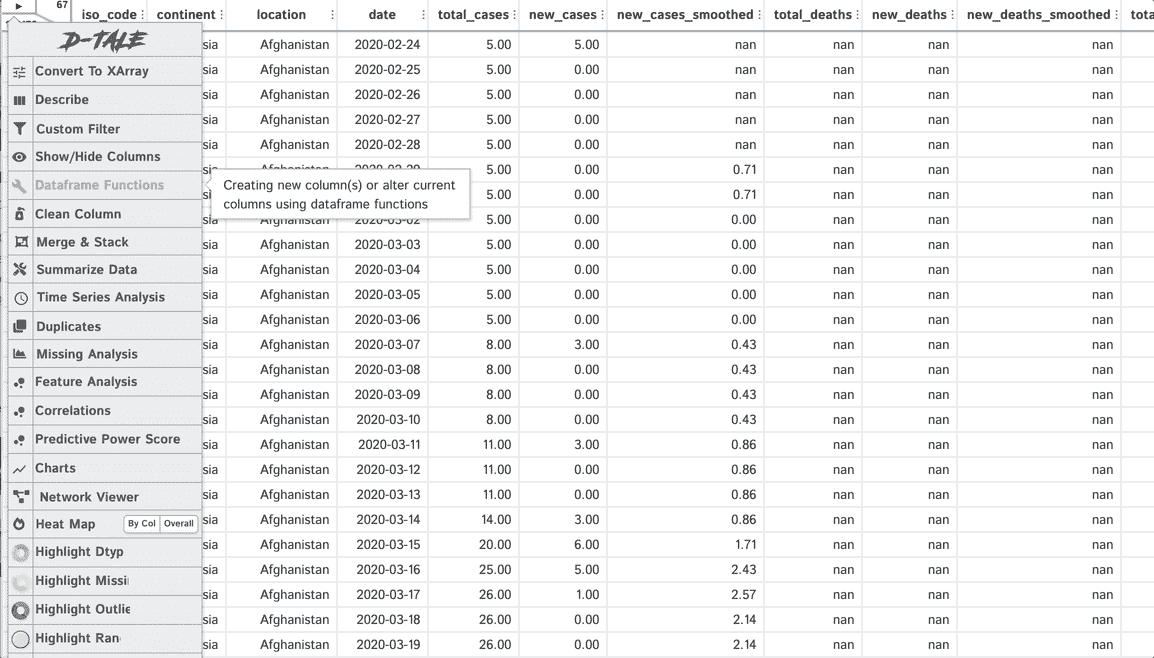 67
iso_code continent location date total_cases new_cases new_cases_smoothed total_deaths new_deaths new_deaths_smoothed tota
D-TALE
sia Afghanistan 2020-02-24 5.00 5.00 nan nan nan nan
Convert To XArray sia Afghanistan 2020-02-25 5.00 0.00 nan nan nan nan
Describe sia Afghanistan 2020-02-26 5.00 0.00 nan nan nan nan
Custom Filter sia Afghanistan 2020-02-27 5.00 0.00 nan nan nan nan
Show/Hide Columns sia Afghanistan 2020-02-28 5.00 0.00 nan nan nan nan
5.00 0.00 0.71 nan nan nan
Dataframe Functions Creating new column(s) or alter current
columns using dataframe functions
5.00 0.00 0.71 nan nan nan
Clean Column sia Afghanistan 2020-03-02 5.00 0.00 0.00 nan nan nan
Merge & Stack sia Afghanistan 2020-03-03 5.00 0.00 0.00 nan nan nan
Summarize Data sia Afghanistan 2020-03-04 5.00 0.00 0.00 nan nan nan
Time Series Analysis sia Afghanistan 2020-03-05 5.00 0.00 0.00 nan nan nan
Duplicates sia Afghanistan 2020-03-06 5.00 0.00 0.00 nan nan nan
Missing Analysis sia Afghanistan 2020-03-07 8.00 3.00 0.43 nan nan nan
Feature Analysis sia Afghanistan 2020-03-08 8.00 0.00 0.43 nan nan nan
sia Afghanistan 2020-03-09 8.00 0.00 0.43 nan nan nan
Correlations sia Afghanistan 2020-03-10 8.00 0.00 0.43 nan nan nan
Predictive Power Score sia Afghanistan 2020-03-11 11.00 3.00 0.86 nan nan nan
Charts sia Afghanistan 2020-03-12 11.00 0.00 0.86 nan nan nan
Network Viewer sia Afghanistan 2020-03-13 11.00 0.00 0.86 nan nan nan
Heat Map By Col Overall sia Afghanistan 2020-03-14 14.00 3.00 0.86 nan nan nan
Highlight Dtyp sia Afghanistan 2020-03-15 20.00 6.00 1.71 nan nan nan
Highlight Missi sia Afghanistan 2020-03-16 25.00 5.00 2.43 nan nan nan
sia Afghanistan 2020-03-17 26.00 1.00 2.57 nan nan nan
Highlight Outlie sia Afghanistan 2020-03-18 26.00 0.00 2.14 nan nan nan
Highlight Ran sia Afghanistan 2020-03-19 26.00 0.00 2.14 nan nan nan